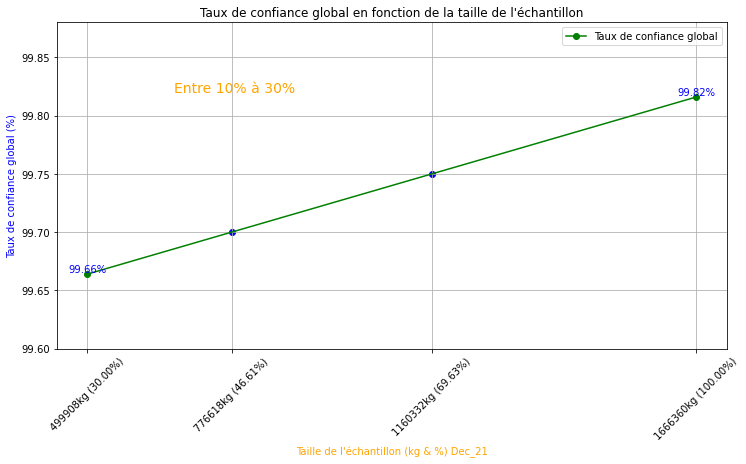 Taux de confiance global en fonction de la taille de l'échantillon
Taux de confiance global
99.85
Entre 10% à 30%
99.82%
99.80
Taux de confiance global (%)
99.75
99.70
99.66%
99.65
99.60
499908kg (30.00%)
776618kg (46.61%)
1160332kg (69.63%)
1666360kg (100.00%)
Taille de l'échantillon (kg & %) Dec_21